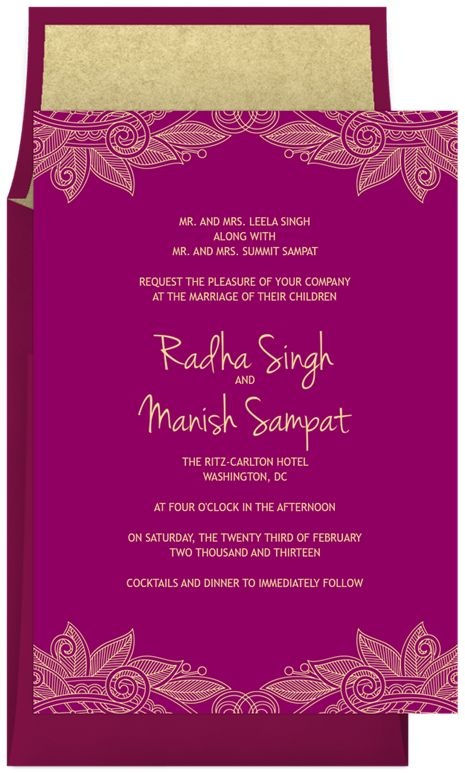 MR. AND MRS. LEELA SINGH
ALONG WITH
MR. AND MRS. SUMMIT SAMPAT
REQUEST THE PLEASURE OF YOUR COMPANY
AT THE MARRIAGE OF THEIR CHILDREN
Radha Singh
AND
Manish Sampat
THE RITZ-CARLTON HOTEL
WASHINGTON, DC
AT FOUR O'CLOCK IN THE AFTERNOON
ON SATURDAY, THE TWENTY THIRD OF FEBRUARY
TWO THOUSAND AND THIRTEEN
COCKTAILS AND DINNER TO IMMEDIATELY FOLLOW